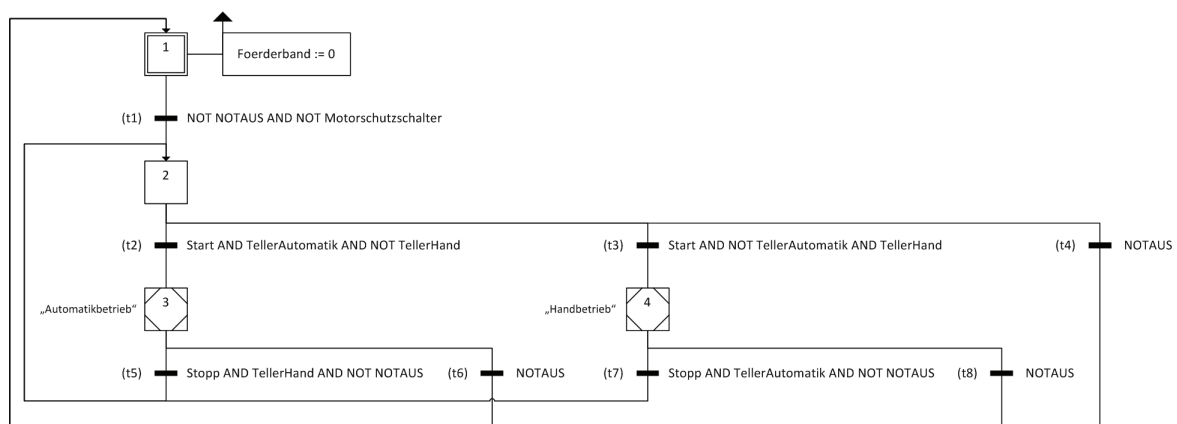 1
Foerderband := 0
(t1) NOT NOTAUS AND NOT Motorschutzschalter
2
(t2) Start AND TellerAutomatik AND NOT TellerHand (t3) Start AND NOT TellerAutomatik AND TellerHand (t4) NOTAUS
„Automatikbetrieb“ 3 „Handbetrieb“ 4
(t5) Stopp AND TellerHand AND NOT NOTAUS (t6) NOTAUS (t7) Stopp AND TellerAutomatik AND NOT NOTAUS (t8) NOTAUS